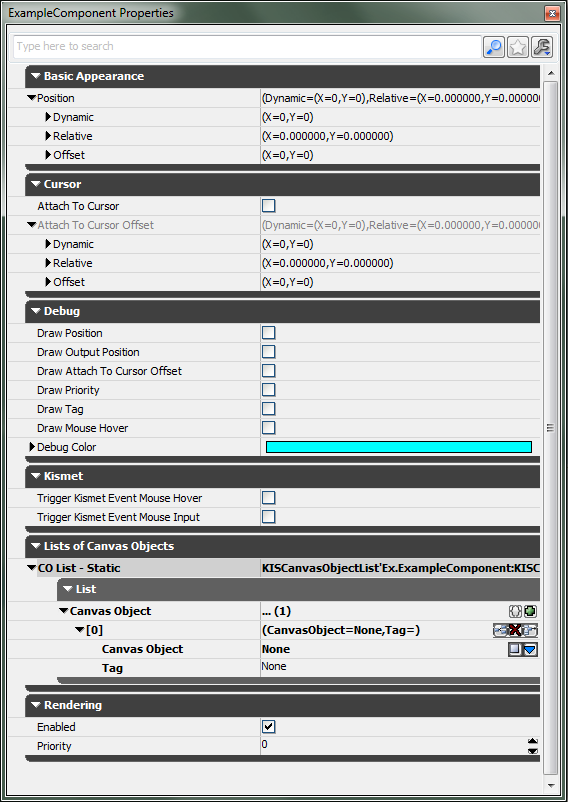 ExampleComponent Properties
Type here to search
Basic Appearance
Position (Dynamic=(X=0,Y=0),Relative=(X=0.000000,Y=0.000000
Dynamic (X=0,Y=0)
Relative (X=0.000000,Y=0.000000)
Offset (X=0,Y=0)
Cursor
Attach To Cursor
Attach To Cursor Offset (Dynamic=(X=0,Y=0),Relative=(X=0.000000,Y=0.000000
Dynamic (X=0,Y=0)
Relative (X=0.000000,Y=0.000000)
Offset (X=0,Y=0)
Debug
Draw Position
Draw Output Position
Draw Attach To Cursor Offset
Draw Priority
Draw Tag
Draw Mouse Hover
Debug Color
Kismet
Trigger Kismet Event Mouse Hover
Trigger Kismet Event Mouse Input
Lists of Canvas Objects
CO List - Static KISCanvasObjectList'Ex.ExampleComponent:KISC
List
Canvas Object ... (1)
[0] (CanvasObject=None,Tag=)
Canvas Object None
Tag None
Rendering
Enabled
Priority 0